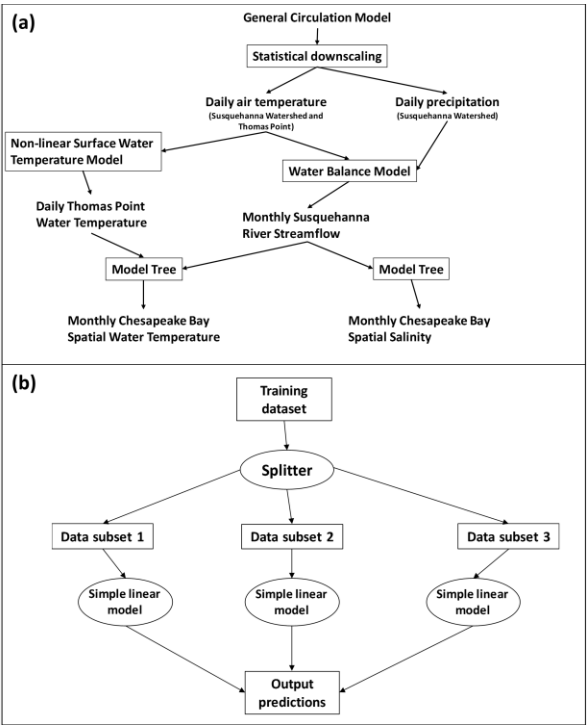 (a)
General Circulation Model
Statistical downscaling
Daily air temperature
(Susquehanna Watershed and
Thomas Point)
Daily precipitation
(Susquehanna Watershed)
Non-linear Surface Water
Temperature Model
Water Balance Model
Daily Thomas Point
Water Temperature
Monthly Susquehanna
River Streamflow
Model Tree
Model Tree
Monthly Chesapeake Bay
Spatial Water Temperature
Monthly Chesapeake Bay
Spatial Salinity
(b)
Training
dataset
Splitter
Data subset 1
Data subset 2
Data subset 3
Simple linear
model
Simple linear
model
Simple linear
model
Output
predictions